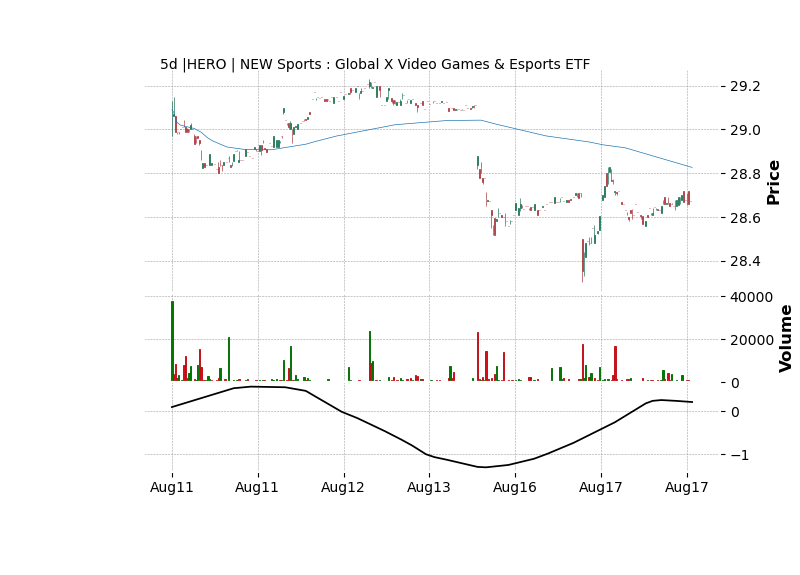 5d |HERO | NEW Sports : Global X Video Games & Esports ETF
29.2
29.0
28.8
28.6
28.4
Price
40000
20000
0
Volume
0
−1
Aug11 Aug11 Aug12 Aug13 Aug16 Aug17 Aug17